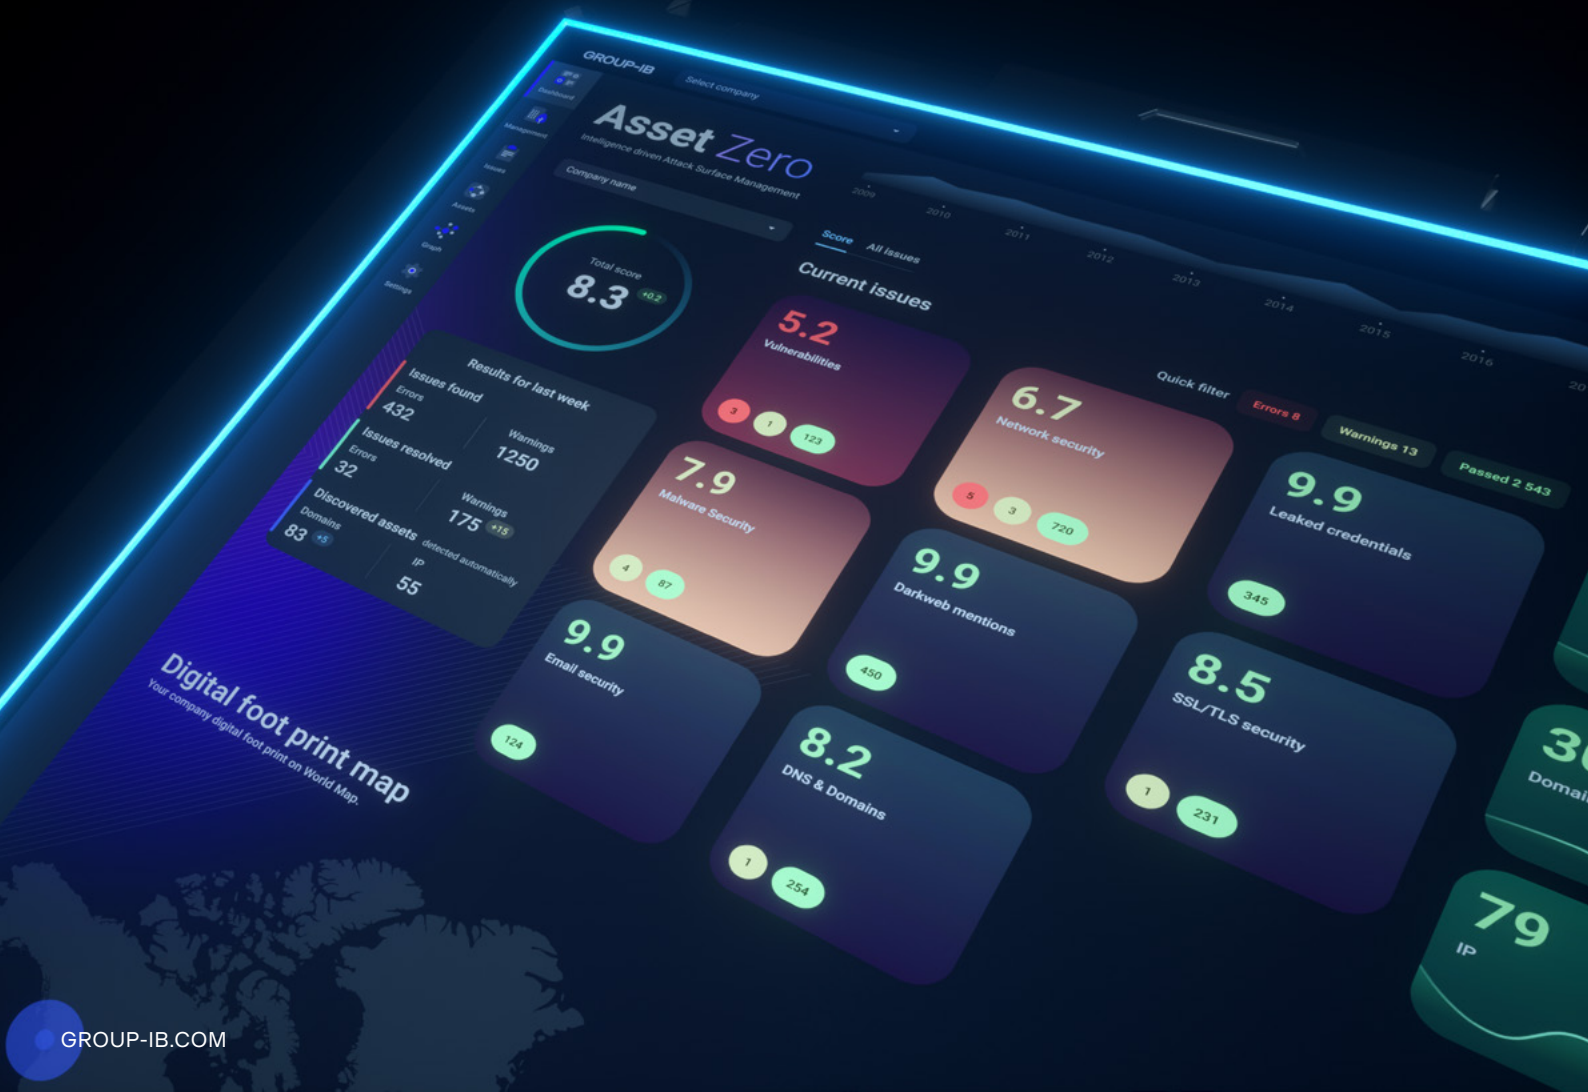 GROUP-IB
Select company
Dashboard
Management
Issues
Assets
Graph
Settings
Asset Zero
Intelligence driven Attack Surface Management
Company name
2009
2010
2011
2012
2013
2014
2015
2016
Total score
8.3
+0.2
Score
All issues
Current issues
Quick filter
Errors 8
Warnings 13
Passed 2 543
5.2
Vulnerabilities
3
1
123
6.7
Network security
5
3
720
9.9
Leaked credentials
345
7.9
Malware Security
4
87
9.9
Darkweb mentions
450
8.5
SSL/TLS security
1
231
9.9
Email security
124
8.2
DNS & Domains
1
254
79
IP
Results for last week
Issues found
Errors
432
Warnings
1250
Issues resolved
Errors
32
Warnings
175
+15
Discovered assets
detected automatically
Domains
83
+5
IP
55
Digital foot print map
Your company digital foot print on World Map.
GROUP-IB.COM